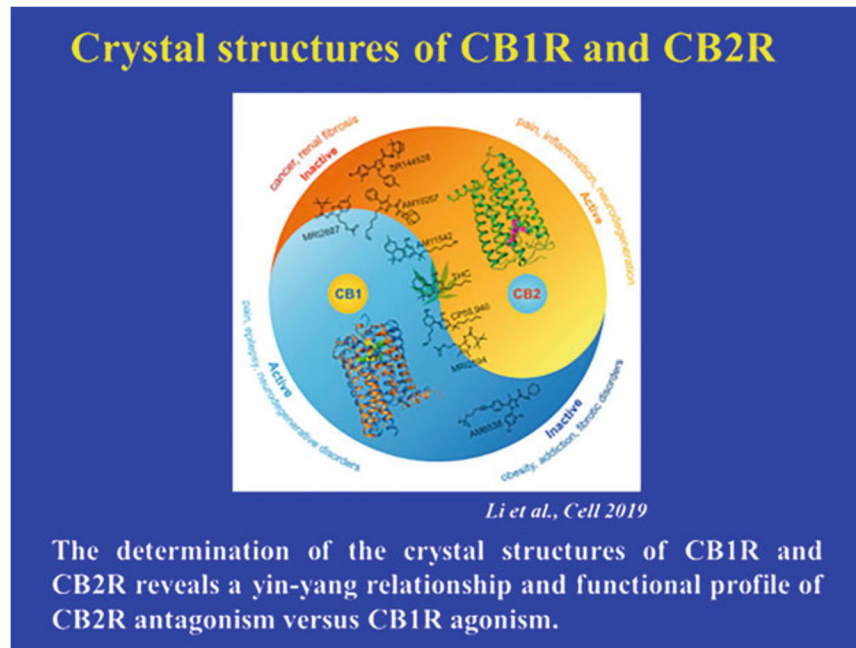 Crystal structures of CB1R and CB2R
cancer, renal fibrosis
Inactive
pain, inflammation, neurodegeneration
Active
SR144528
AM10257
MRI2687
AM11542
THC
CB1
CB2
CP55,940
MRI2594
AM6538
Active
pain, epilepsy, neurodegenerative disorders
Inactive
obesity, addiction, fibrotic disorders
Li et al., Cell 2019
The determination of the crystal structures of CB1R and
CB2R reveals a yin-yang relationship and functional profile of
CB2R antagonism versus CB1R agonism.